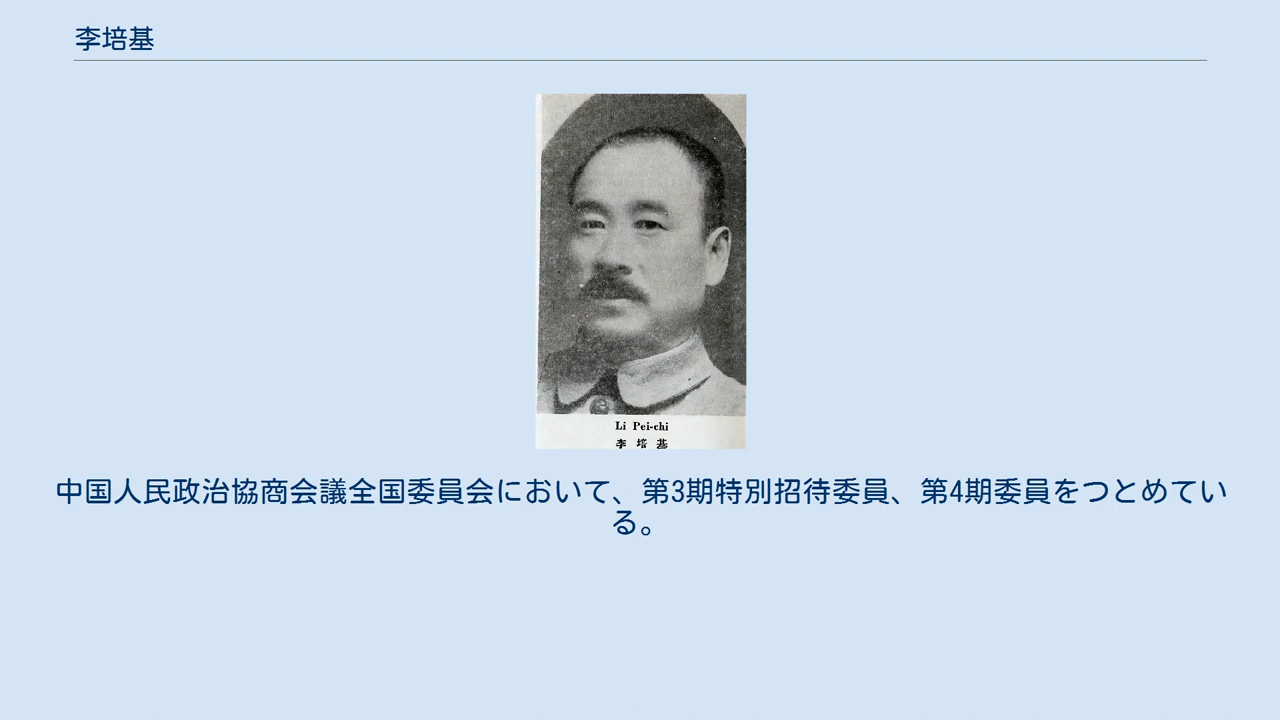 李培基
Li Pei-chi
李 培 基
中国人民政治協商会議全国委員会において、第3期特別招待委員、第4期委員をつとめてい
る。